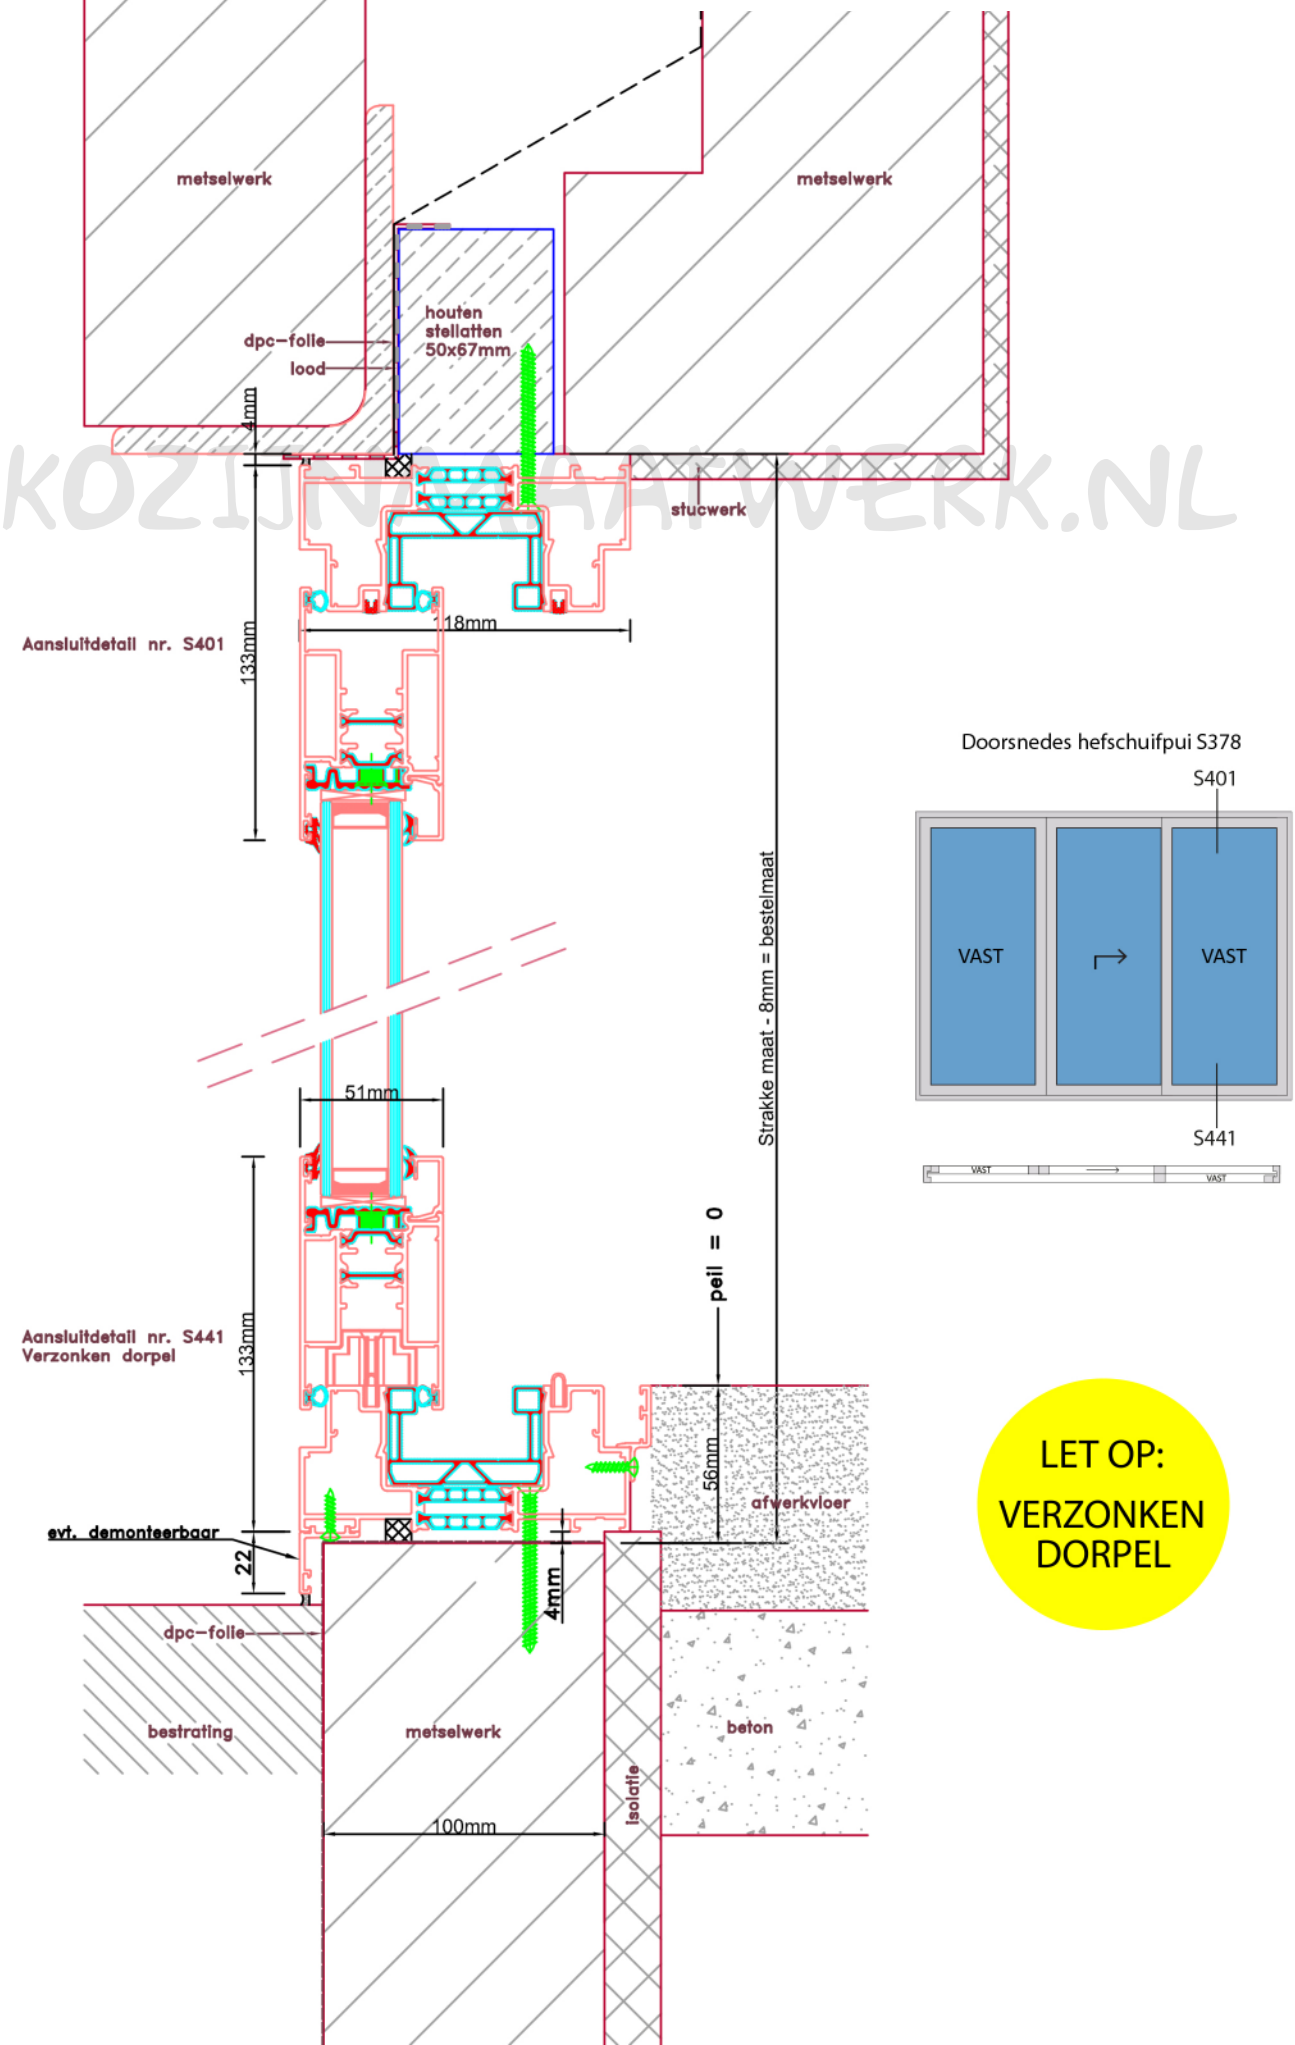 metselwerk
metselwerk
houten
stellatten
50x67mm
dpc-folie
lood
4mm
KOZIJNMAATWERK.NL
stucwerk
118mm
Aansluitdetail nr. S401
133mm
Doorsnedes hefschuifpui S378
S401
VAST
VAST
S441
VAST
VAST
Strakke maat - 8mm = bestelmaat
51mm
peil = 0
Aansluitdetail nr. S441
Verzonken dorpel
133mm
56mm
afwerkvloer
LET OP:
VERZONKEN
DORPEL
evt. demonteerbaar
22
4mm
dpc-folie
bestrating
metselwerk
beton
isolatie
100mm